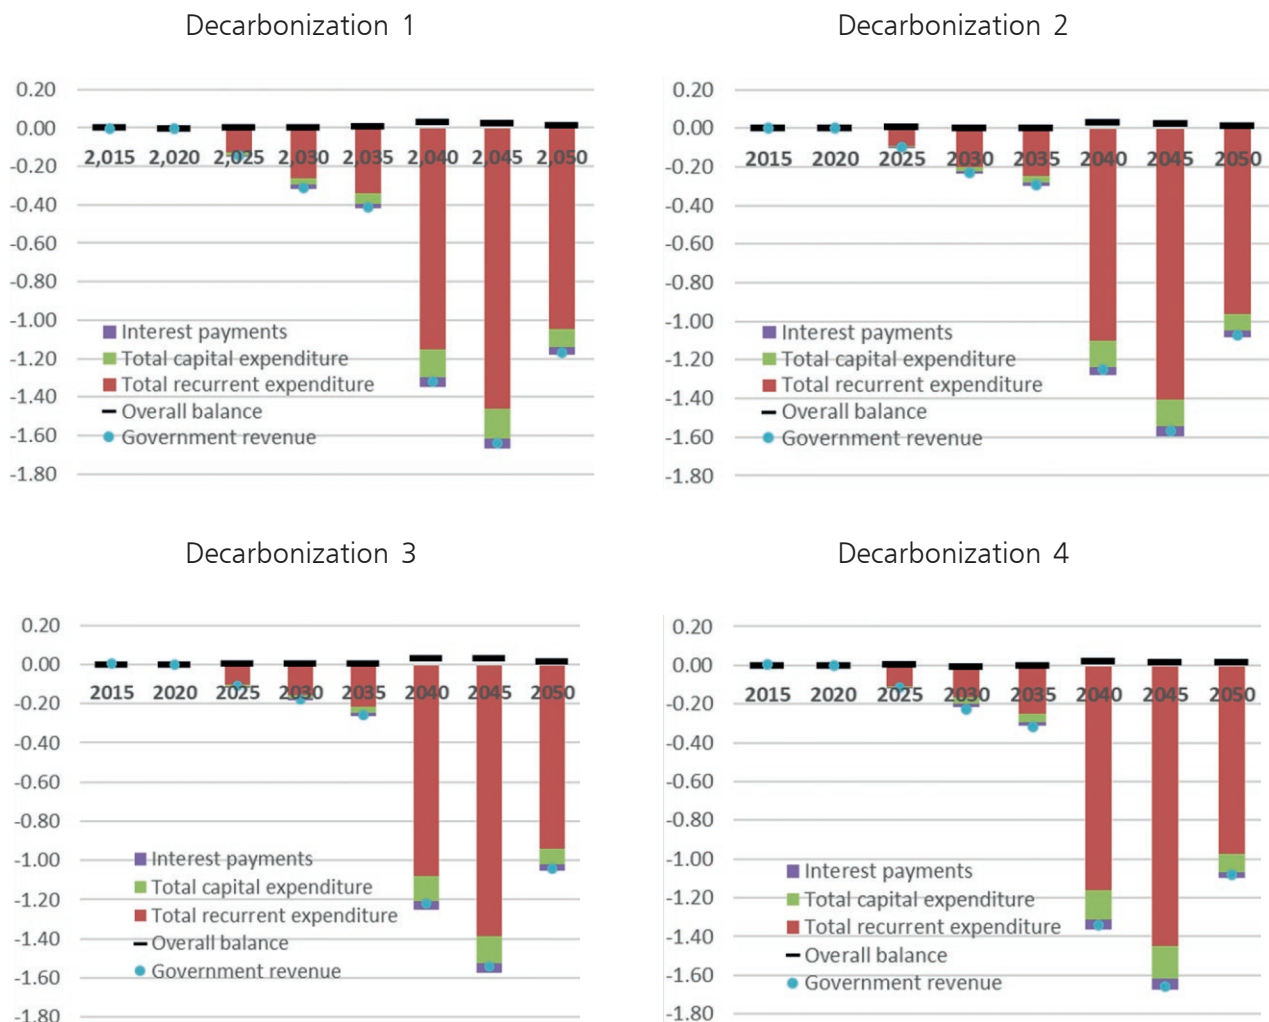 Decarbonization 1
0.20
0.00
2,015 2,020 2,025 2,030 2,035 2,040 2,045 2,050
-0.20
-0.40
-0.60
-0.80
-1.00
Interest payments
-1.20
Total capital expenditure
Total recurrent expenditure
-1.40
Overall balance
Government revenue
-1.60
-1.80
Decarbonization 2
0.20
0.00
2015 2020 2025 2030 2035 2040 2045 2050
-0.20
-0.40
-0.60
-0.80
-1.00
Interest payments
-1.20
Total capital expenditure
Total recurrent expenditure
-1.40
Overall balance
Government revenue
-1.60
-1.80
Decarbonization 3
0.20
0.00
2015 2020 2025 2030 2035 2040 2045 2050
-0.20
-0.40
-0.60
-0.80
-1.00
Interest payments
Total capital expenditure
-1.20
Total recurrent expenditure
-1.40
Overall balance
Government revenue
-1.60
-1.80
Decarbonization 4
0.20
0.00
2015 2020 2025 2030 2035 2040 2045 2050
-0.20
-0.40
-0.60
-0.80
-1.00
Interest payments
-1.20
Total capital expenditure
Total recurrent expenditure
-1.40
Overall balance
-1.60
Government revenue
-1.80